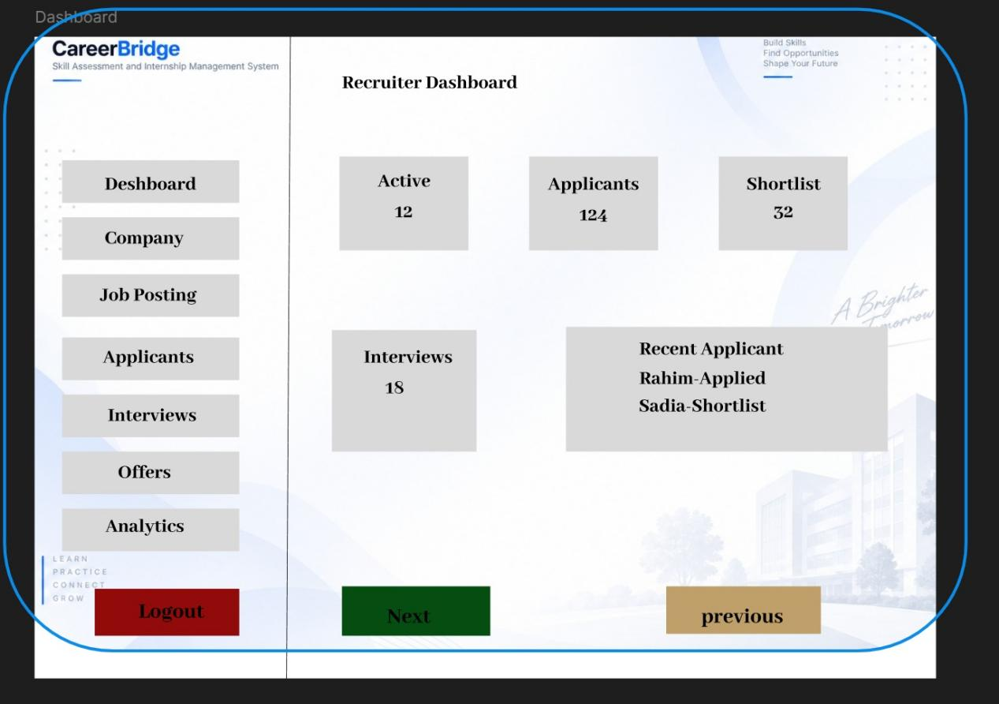 Dashboard
CareerBridge
Skill Assessment and Internship Management System
Build Skills
Find Opportunities
Shape Your Future
Recruiter Dashboard
Deshboard
Company
Job Posting
Applicants
Interviews
Offers
Analytics
LEARN
PRACTICE
CONNECT
GROW
Logout
Active
12
Applicants
124
Shortlist
32
A Brighter
Tomorrow
Interviews
18
Recent Applicant
Rahim-Applied
Sadia-Shortlist
Next
previous